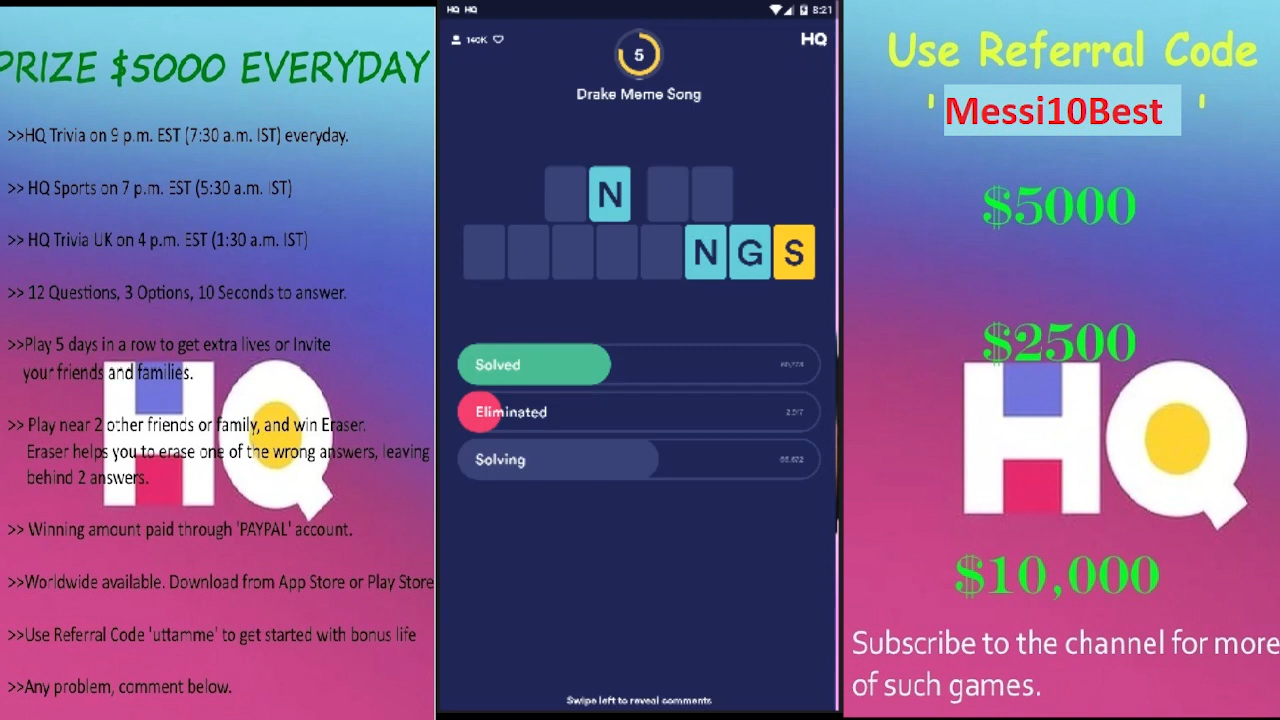 PRIZE $5000 EVERYDAY
>>HQ Trivia on 9 p.m. EST (7:30 a.m. IST) everyday.
>> HQ Sports on 7 p.m. EST (5:30 a.m. IST)
>> HQ Trivia UK on 4 p.m. EST (1:30 a.m. IST)
>> 12 Questions, 3 Options, 10 Seconds to answer.
>>Play 5 days in a row to get extra lives or Invite
your friends and families.
>> Play near 2 other friends or family, and win Eraser.
Eraser helps you to erase one of the wrong answers, leaving
behind 2 answers.
>> Winning amount paid through 'PAYPAL' account.
>>Worldwide available. Download from App Store or Play Store
>>Use Referral Code 'uttamme' to get started with bonus life
>>Any problem, comment below.
HQ
HQ HQ
8:21
140K
HQ
5
Drake Meme Song
N
NGS
Solved
Eliminated
Solving
Swipe left to reveal comments
Use Referral Code
' Messi10Best '
$5000
$2500
HQ
$10,000
Subscribe to the channel for more
of such games.